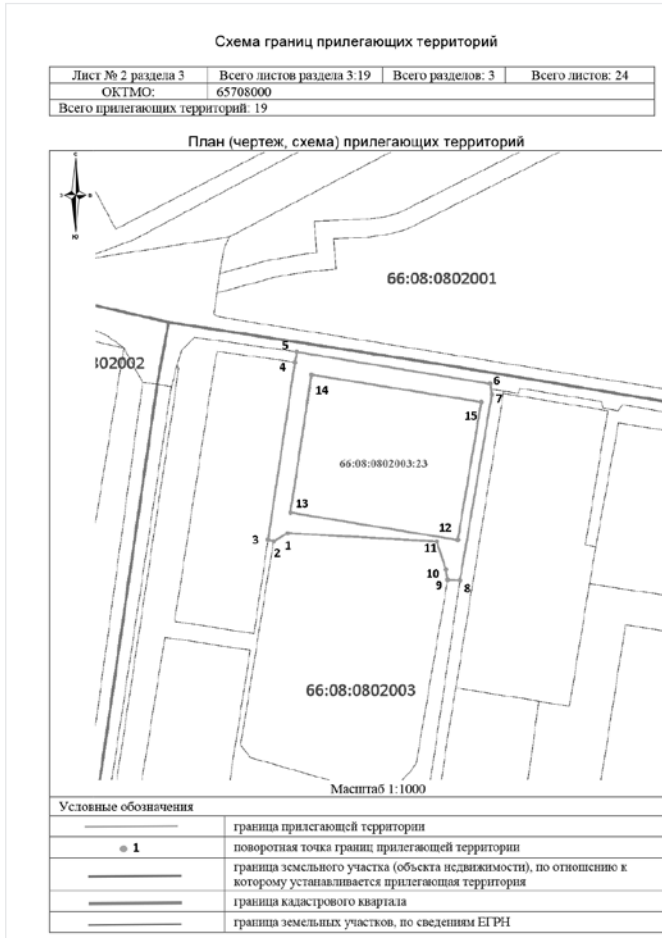 Схема границ прилегающих территорий
Лист № 2 раздела 3 Всего листов раздела 3:19 Всего разделов: 3 Всего листов: 24
ОКТМО: 65708000
Всего прилегающих территорий: 19
План (чертеж, схема) прилегающих территорий
С
З В
Ю
66:08:0802001
5
4
6
7
802002
14
15
66:08:0802003:23
13
12
3
2
1
11
10
9
8
66:08:0802003
Масштаб 1:1000
Условные обозначения
граница прилегающей территории
1 поворотная точка границ прилегающей территории
граница земельного участка (объекта недвижимости), по отношению к
которому устанавливается прилегающая территория
граница кадастрового квартала
граница земельных участков, по сведениям ЕГРН